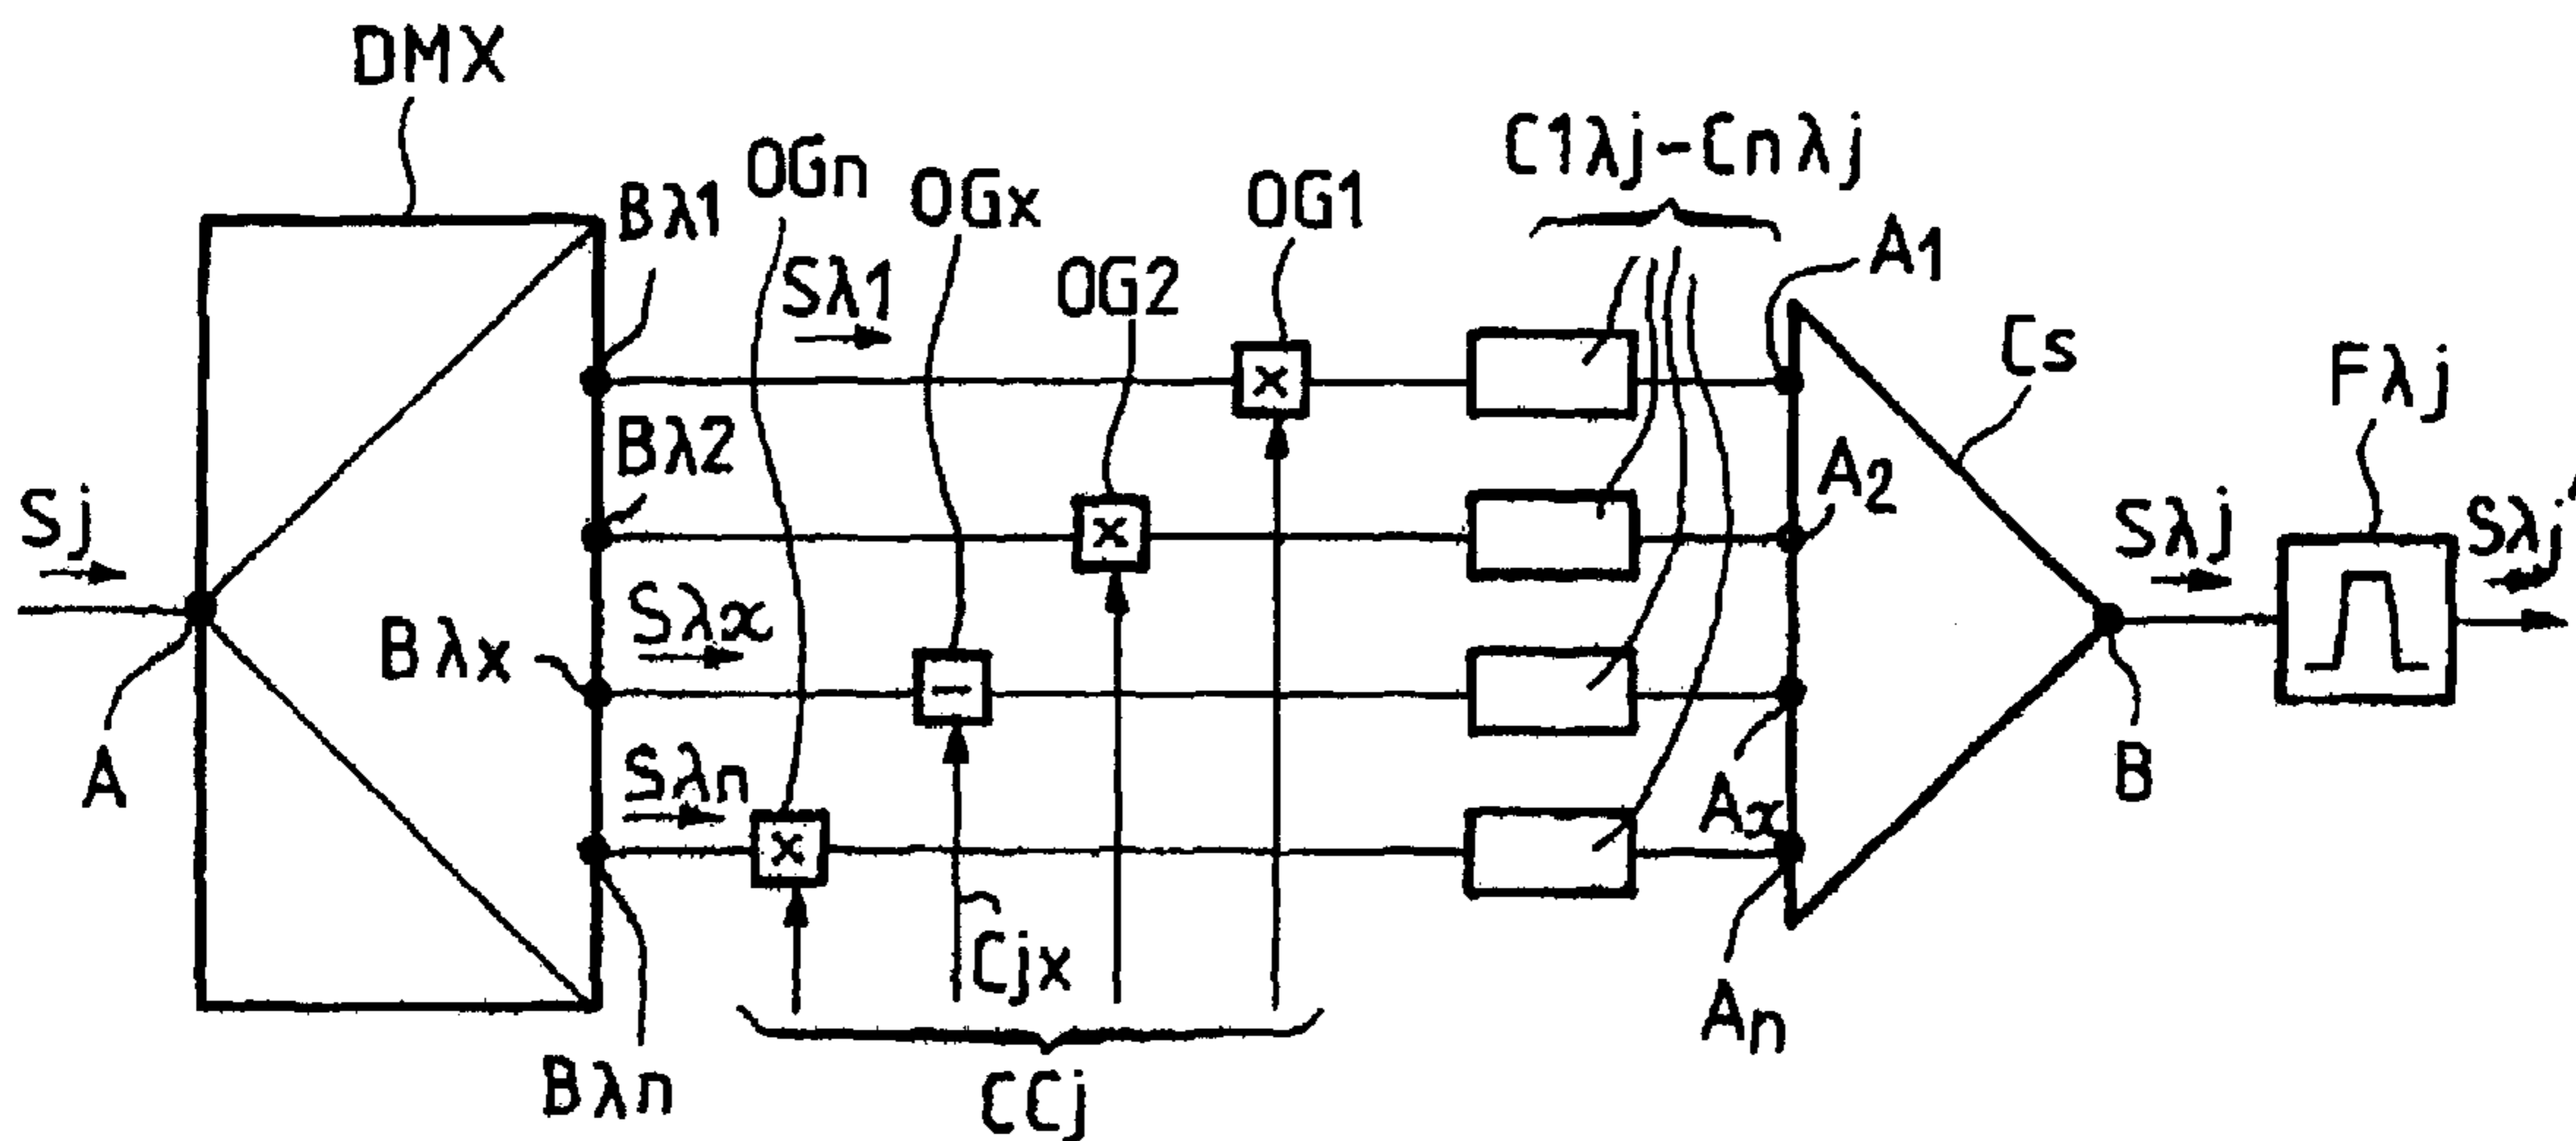 DMX
OGn
OGx
OG1
C1λj-Cnλj
Bλ1
Sλ1
OG2
A1
Cs
Fλj
x
Bλ2
A2
Sj
x
Sλj
Sλj'
Bλx
Sλx
A
Sλn
B
x
Ax
Cjx
An
Bλn
CCj